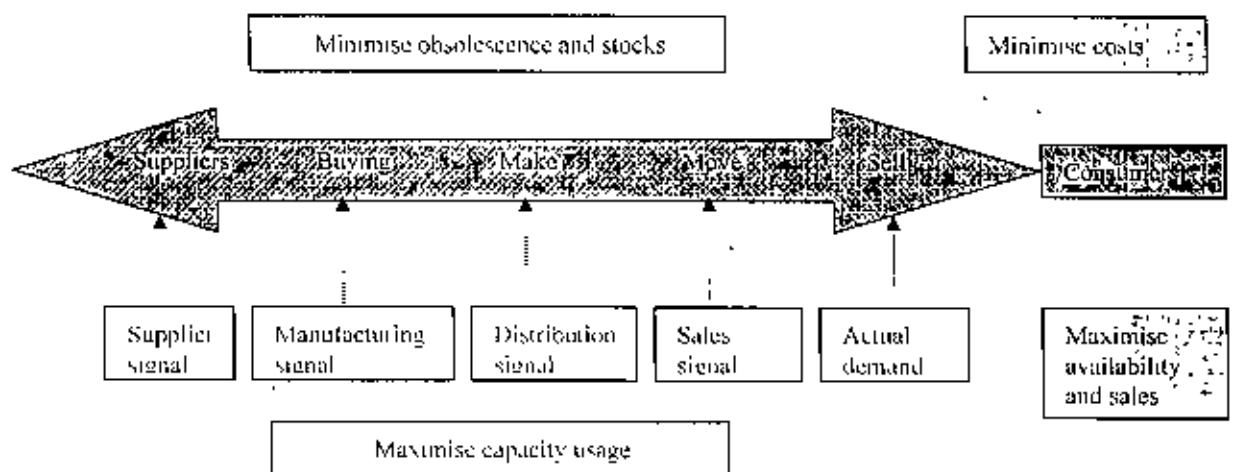 Minimise obsolescence and stocks
Minimise costs
Suppliers Buying Make Move Selling Consumers
Supplier
signal
Manufacturing
signal
Distribution
signal
Sales
signal
Actual
demand
Maximise
availability
and sales
Maximise capacity usage